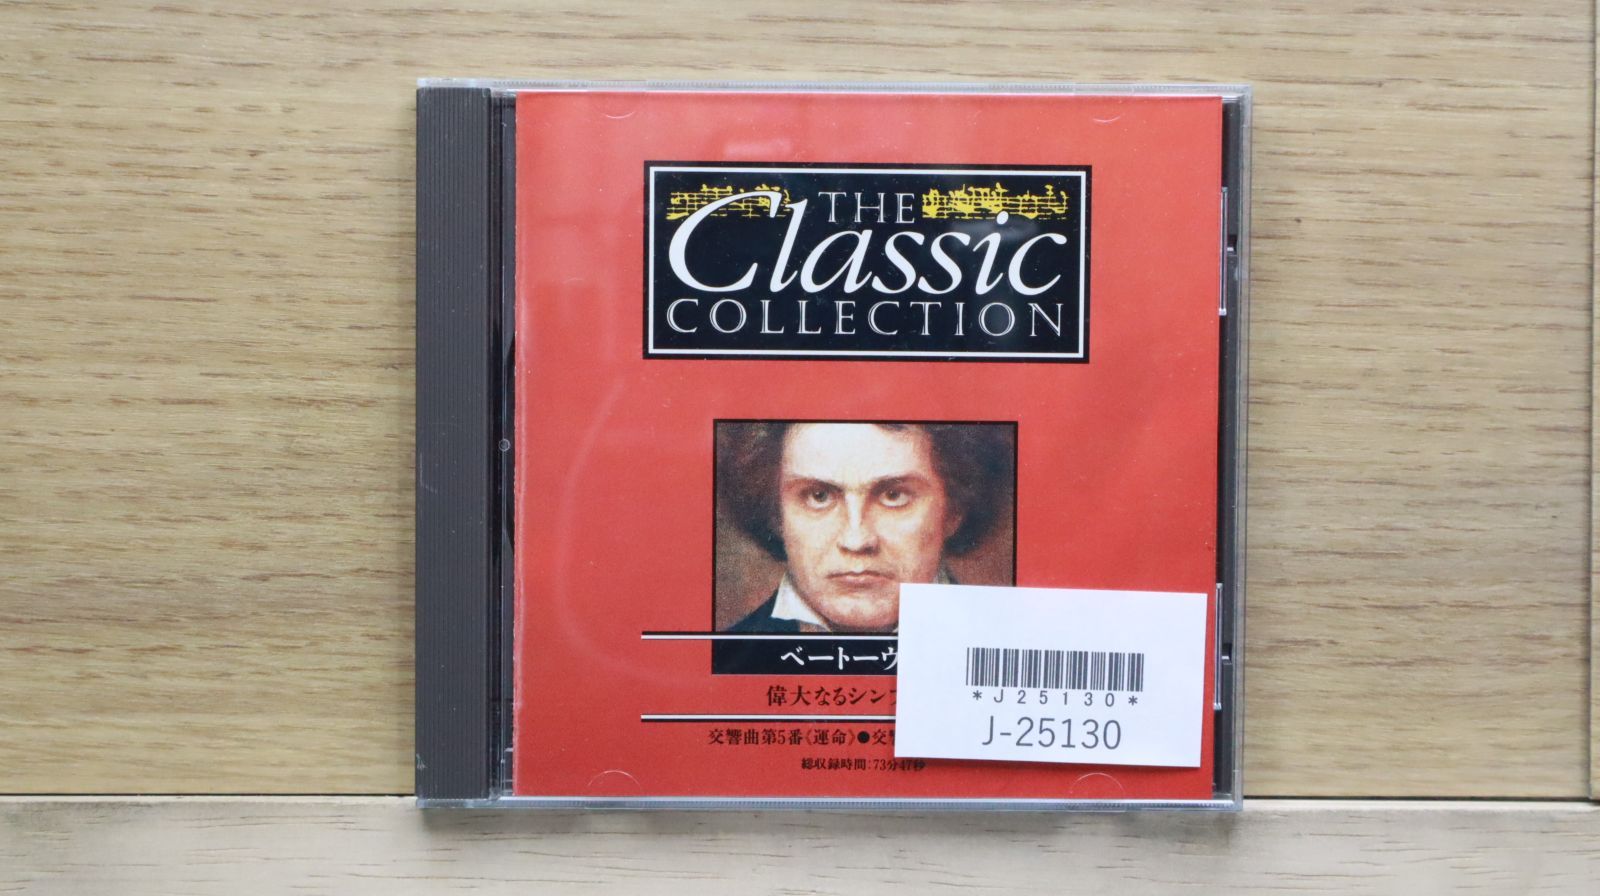 THE
Classic
COLLECTION
ベートーヴ
偉大なるシン
交響曲第5番《運命》●交
総収録時間:73分47秒
*J25130*
J-25130